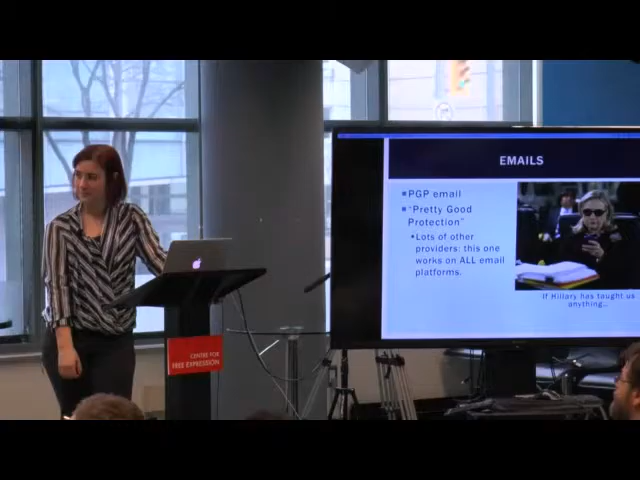 EMAILS
PGP email
"Pretty Good
Protection"
Lots of other
providers: this one
works on ALL email
platforms.
If Hillary has taught us
anything..
CENTRE FOR
FREE EXPRESSION